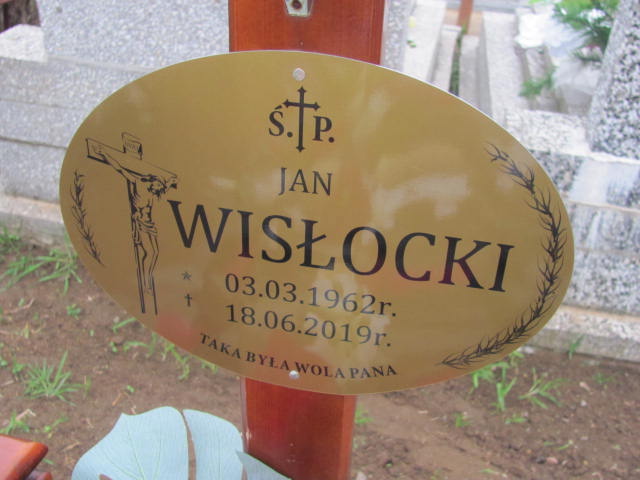 Ś.P.
JAN
WISŁOCKI
* 03.03.1962r.
† 18.06.2019r.
TAKA BYŁA WOLA PANA